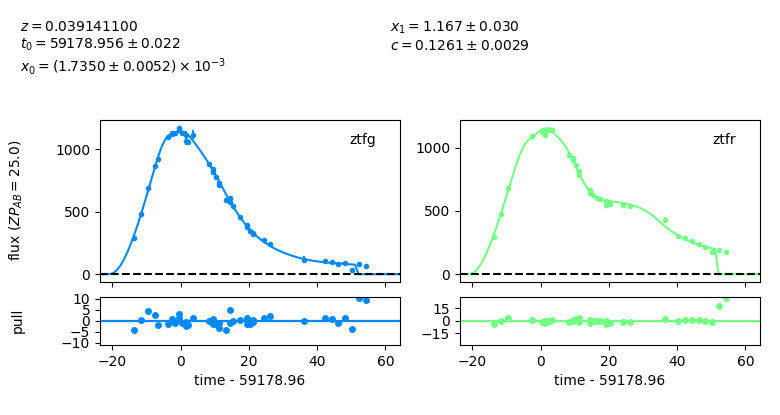 z = 0.039141100
t₀ = 59178.956 ± 0.022
x₀ = (1.7350 ± 0.0052) × 10⁻³
x₁ = 1.167 ± 0.030
c = 0.1261 ± 0.0029
flux (ZP_AB = 25.0)
1000
500
0
ztfg
1000
500
0
ztfr
pull
10
5
0
−5
−10
−20
0
20
40
60
time - 59178.96
15
0
−15
−20
0
20
40
60
time - 59178.96